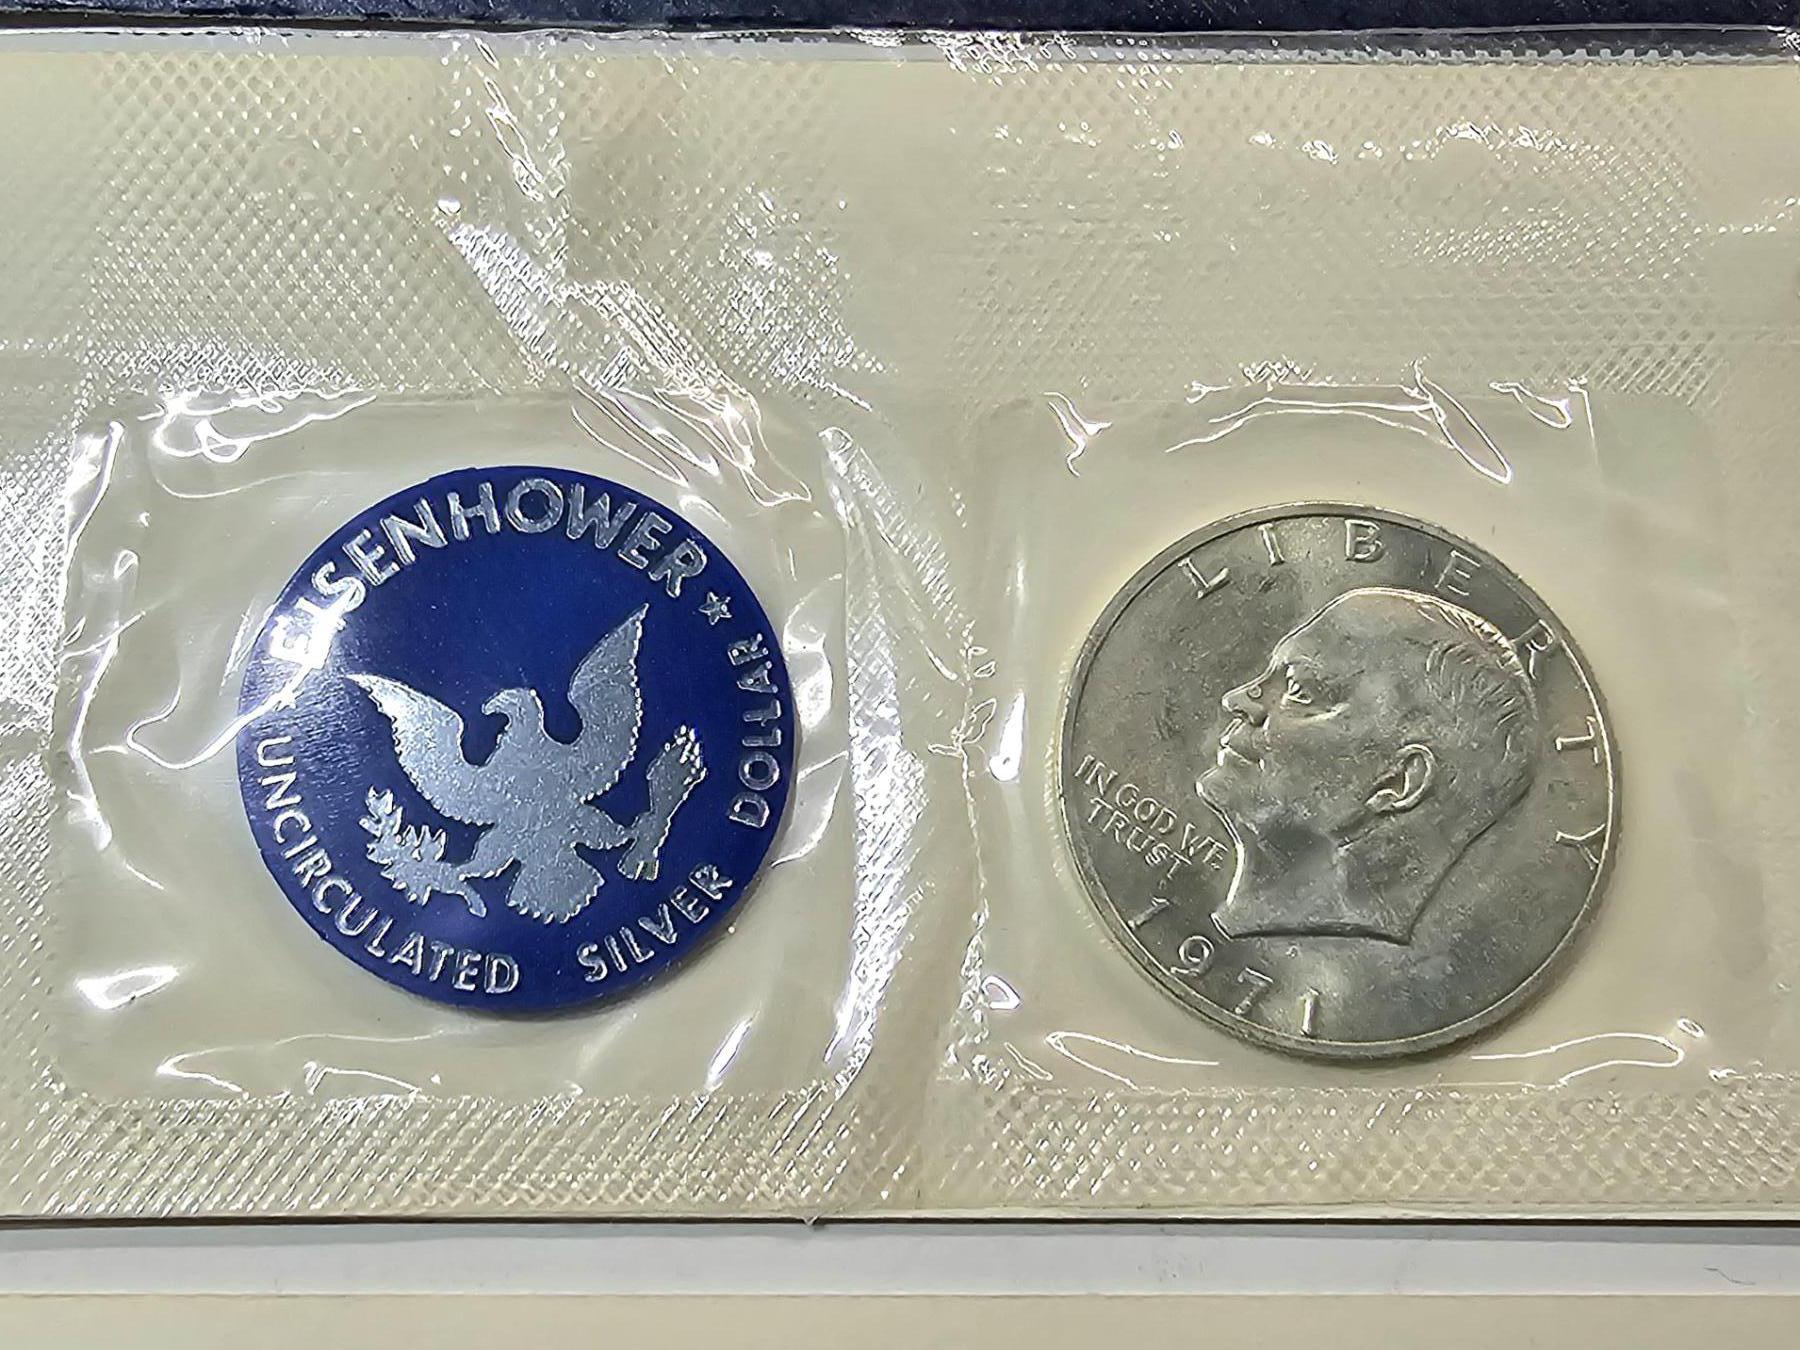 EISENHOWER ★ DOLLAR
UNCIRCULATED SILVER
LIBERTY
IN GOD WE
TRUST
1971